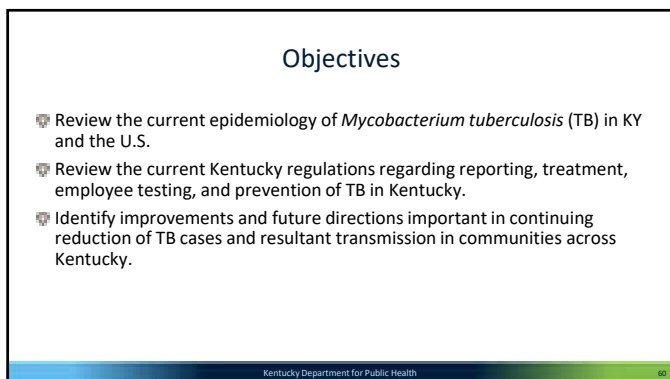 Objectives
Review the current epidemiology of Mycobacterium tuberculosis (TB) in KY
and the U.S.
Review the current Kentucky regulations regarding reporting, treatment,
employee testing, and prevention of TB in Kentucky.
Identify improvements and future directions important in continuing
reduction of TB cases and resultant transmission in communities across
Kentucky.
Kentucky Department for Public Health
60